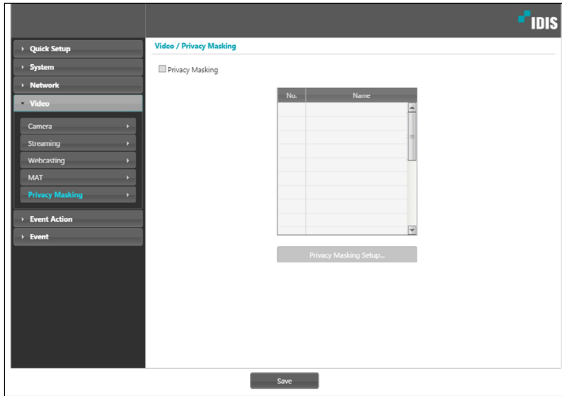 IDIS
Quick Setup
System
Network
Video
Camera
Streaming
Webcasting
MAT
Privacy Masking
Event Action
Event
Video / Privacy Masking
Privacy Masking
No. Name
Privacy Masking Setup...
Save